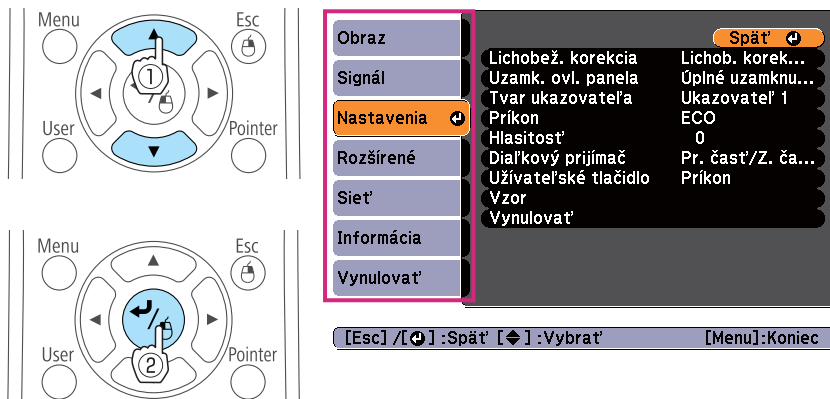 Menu
Esc
①
User
Pointer
Menu
Esc
User
②
Pointer
Obraz
Signál
Nastavenia
Rozšírené
Sieť
Informácia
Vynulovať
Späť
Lichobež. korekcia Lichob. korek...
Uzamk. ovl. panela Úplné uzamknu...
Tvar ukazovateľa Ukazovateľ 1
Príkon ECO
Hlasitosť 0
Diaľkový prijímač Pr. časť/Z. ča...
Užívateľské tlačidlo Príkon
Vzor
Vynulovať
[Esc] /[ ] :Späť [ ] :Vybrať [Menu]:Koniec